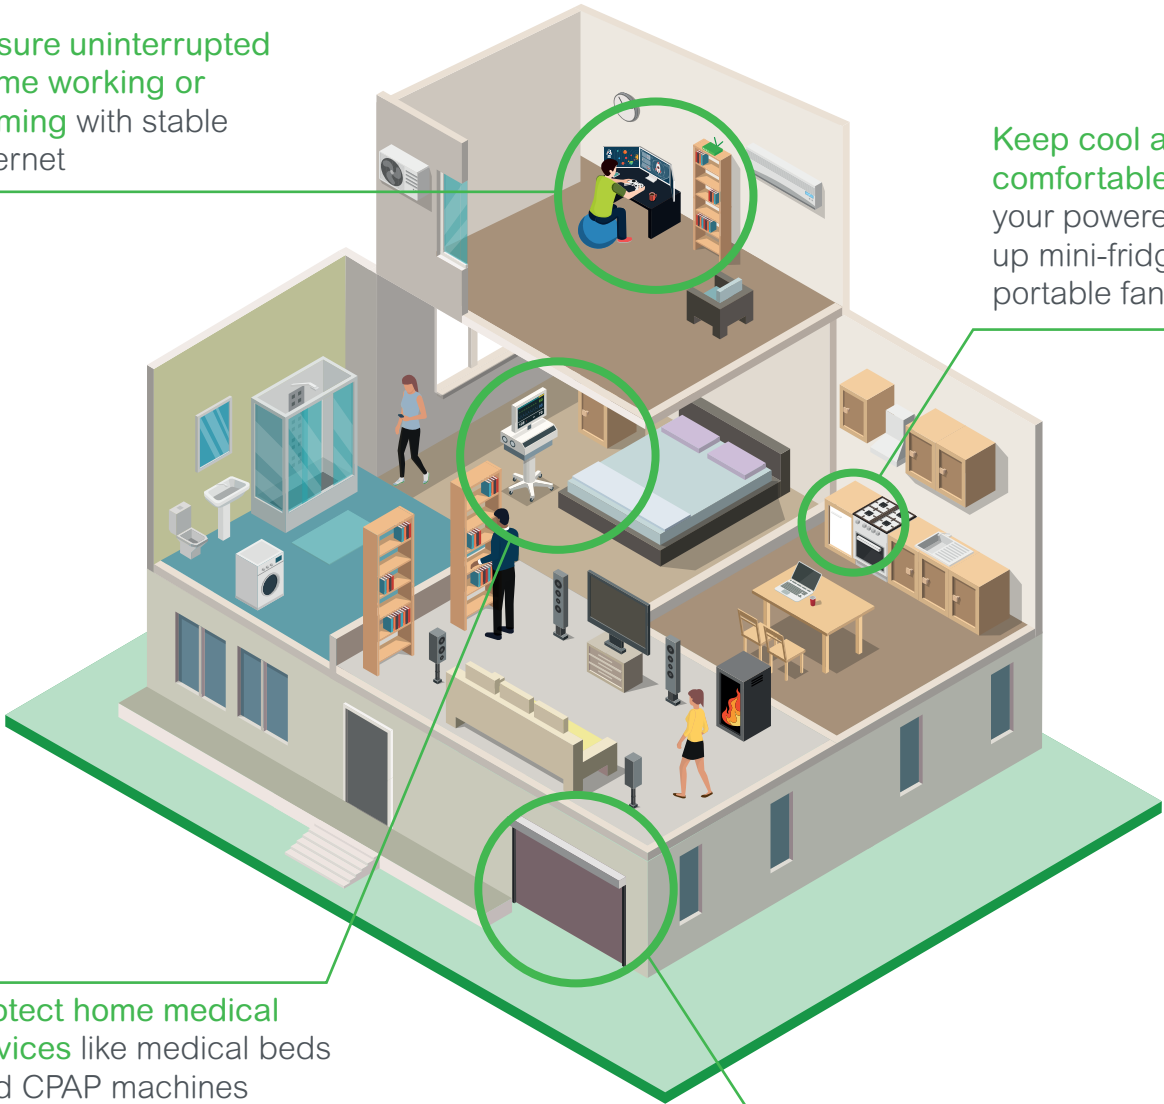 sure uninterrupted
me working or
ming with stable
ernet
Keep cool a
comfortable
your powere
up mini-fridg
portable fan
otect home medical
vices like medical beds
d CPAP machines